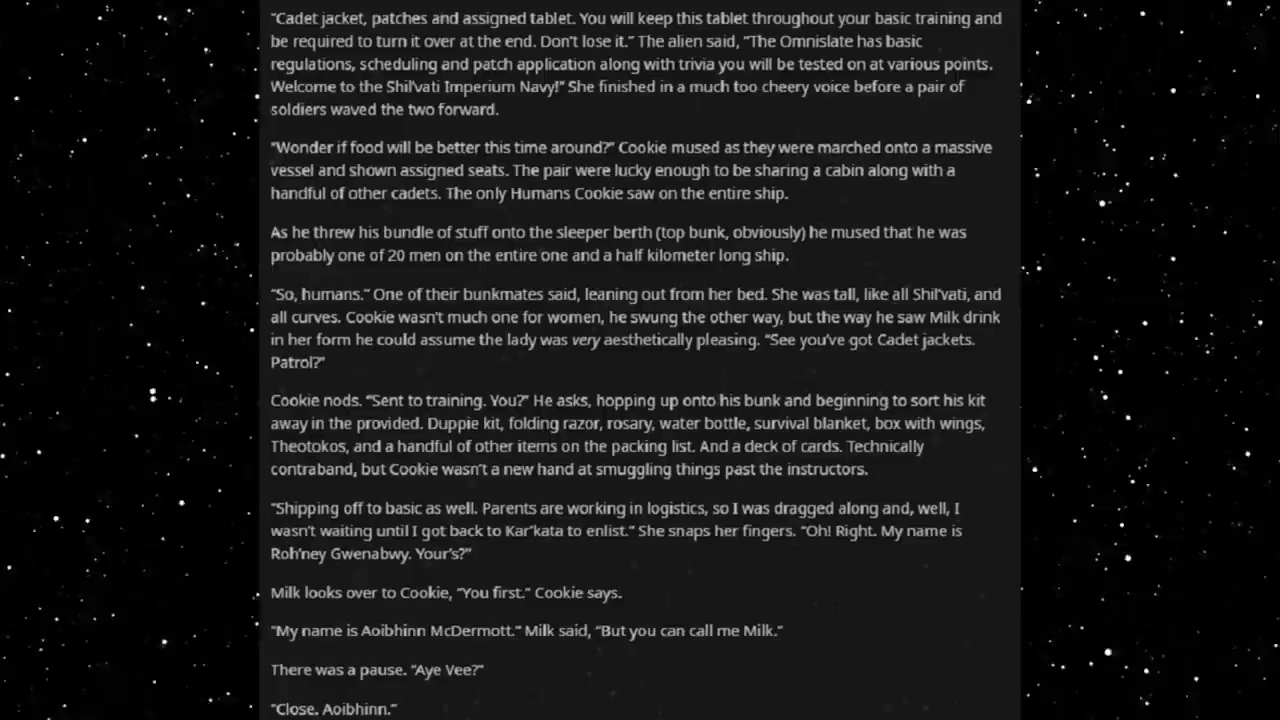 “Cadet jacket, patches and assigned tablet. You will keep this tablet throughout your basic training and
be required to turn it over at the end. Don’t lose it.” The alien said, “The Omnislate has basic
regulations, scheduling and patch application along with trivia you will be tested on at various points.
Welcome to the Shil’vati Imperium Navy!” She finished in a much too cheery voice before a pair of
soldiers waved the two forward.
“Wonder if food will be better this time around?” Cookie mused as they were marched onto a massive
vessel and shown assigned seats. The pair were lucky enough to be sharing a cabin along with a
handful of other cadets. The only Humans Cookie saw on the entire ship.
As he threw his bundle of stuff onto the sleeper berth (top bunk, obviously) he mused that he was
probably one of 20 men on the entire one and a half kilometer long ship.
“So, humans.” One of their bunkmates said, leaning out from her bed. She was tall, like all Shil’vati, and
all curves. Cookie wasn’t much one for women, he swung the other way, but the way he saw Milk drink
in her form he could assume the lady was very aesthetically pleasing. “See you’ve got Cadet jackets.
Patrol?”
Cookie nods. “Sent to training. You?” He asks, hopping up onto his bunk and beginning to sort his kit
away in the provided. Duppie kit, folding razor, rosary, water bottle, survival blanket, box with wings,
Theotokos, and a handful of other items on the packing list. And a deck of cards. Technically
contraband, but Cookie wasn’t a new hand at smuggling things past the instructors.
“Shipping off to basic as well. Parents are working in logistics, so I was dragged along and, well, I
wasn’t waiting until I got back to Kar’kata to enlist.” She snaps her fingers. “Oh! Right. My name is
Roh’ney Gwenabwy. Your’s?”
Milk looks over to Cookie, “You first.” Cookie says.
“My name is Aoibhinn McDermott.” Milk said, “But you can call me Milk.”
There was a pause. “Aye Vee?”
“Close. Aoibhinn.”